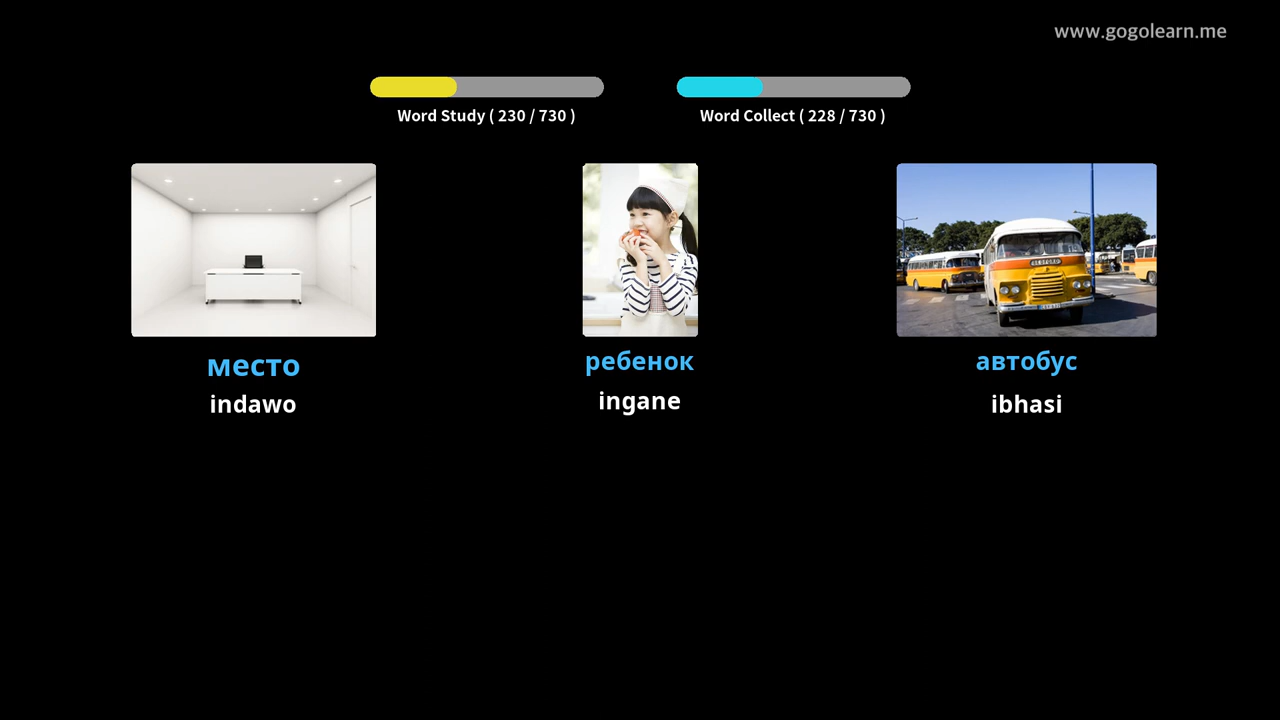 www.gogolearn.me
Word Study ( 230 / 730 )
Word Collect ( 228 / 730 )
место
indawo
ребенок
ingane
автобус
ibhasi